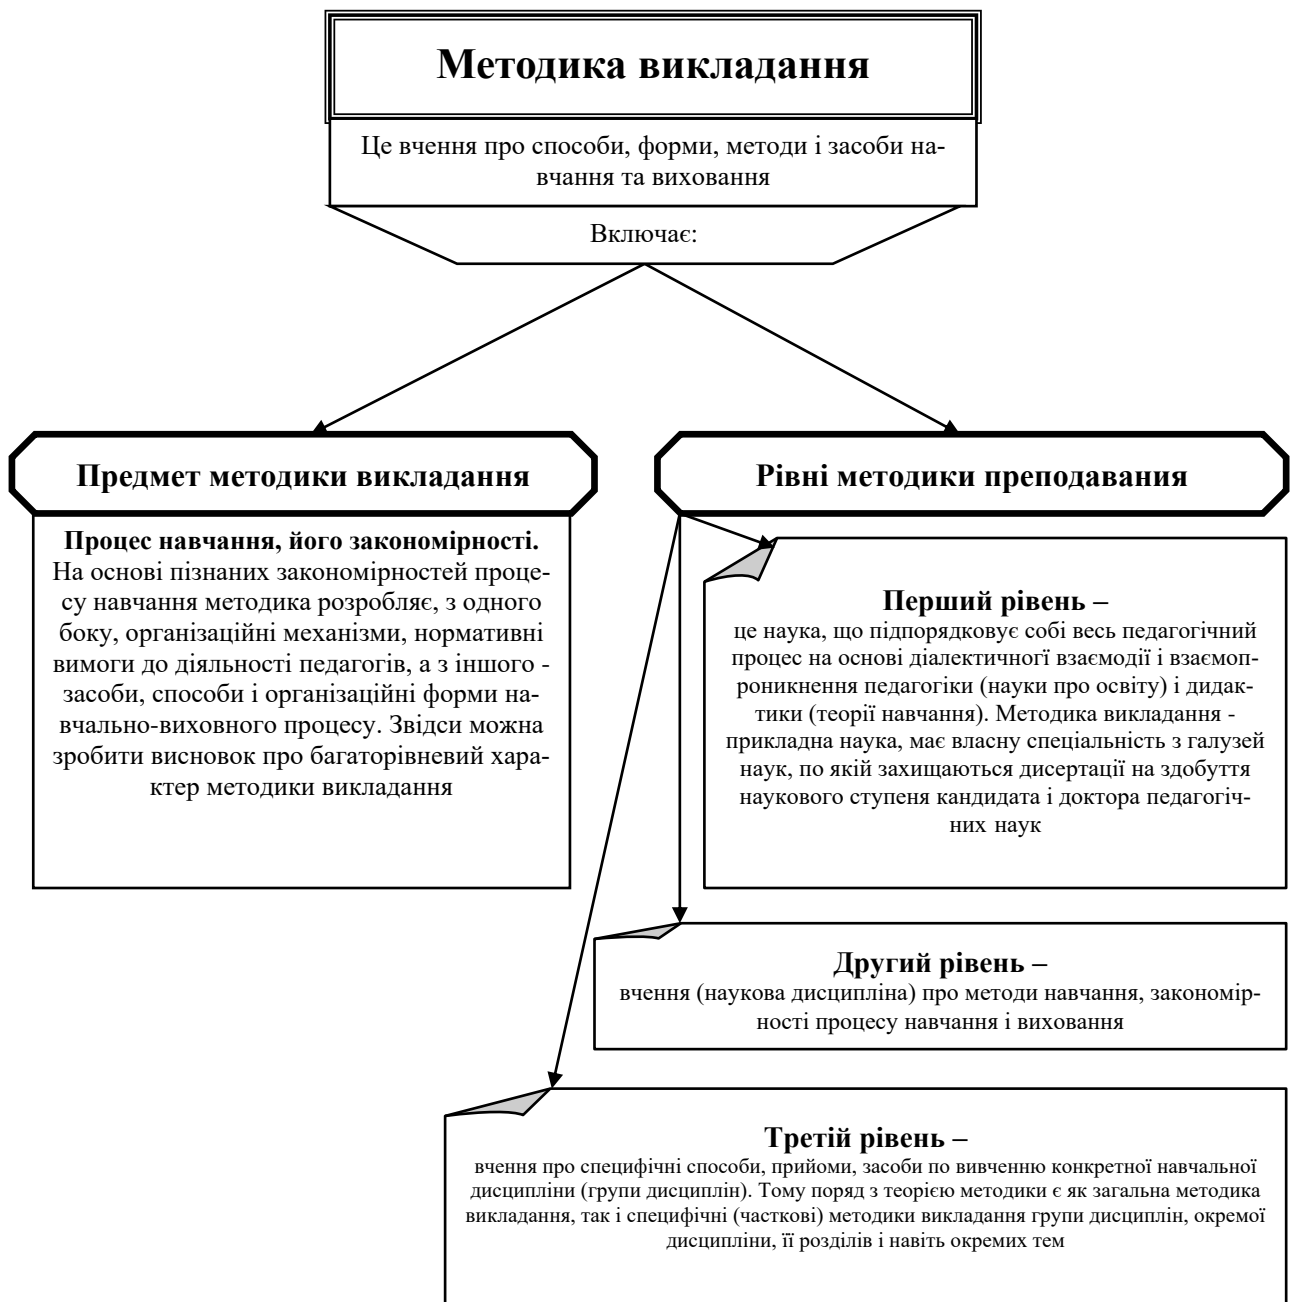 Методика викладання
Це вчення про способи, форми, методи і засоби на-
вчання та виховання
Включає:
Предмет методики викладання
Процес навчання, його закономірності.
На основі пізнаних закономірностей проце-
су навчання методика розробляє, з одного
боку, організаційні механізми, нормативні
вимоги до діяльності педагогів, а з іншого -
засоби, способи і організаційні форми на-
вчально-виховного процесу. Звідси можна
зробити висновок про багаторівневий хара-
ктер методики викладання
Рівні методики преподавания
Перший рівень –
це наука, що підпорядковує собі весь педагогічний
процес на основі діалектичноґї взаємодії і взаємоп-
роникнення педагогіки (науки про освіту) і дидак-
тики (теорії навчання). Методика викладання -
прикладна наука, має власну спеціальність з галузей
наук, по якій захищаються дисертації на здобуття
наукового ступеня кандидата і доктора педагогіч-
них наук
Другий рівень –
вчення (наукова дисципліна) про методи навчання, закономір-
ності процесу навчання і виховання
Третій рівень –
вчення про специфічні способи, прийоми, засоби по вивченню конкретної навчальної
дисципліни (групи дисциплін). Тому поряд з теорією методики є як загальна методика
викладання, так і специфічні (часткові) методики викладання групи дисциплін, окремої
дисципліни, її розділів і навіть окремих тем